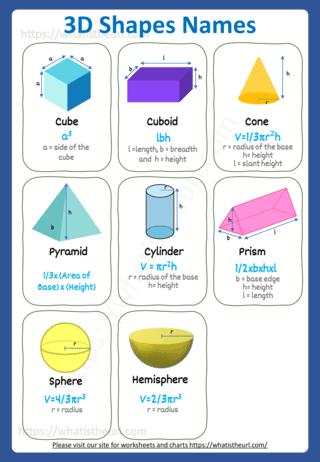 3D Shapes Names
https://whatistheurl.com/
a
a
a
Cube
a³
a = side of the
cube
l
b
h
Cuboid
lbh
l =length, b = breadth
and h = height
h
l
r
Cone
V=1/3πr²h
r = radius of the base
h= height
l = slant height
h
Pyramid
1/3x (Area of
Base) x (Height)
r
h
Cylinder
V = πr²h
r = radius of the base
h= height
h
b
l
Prism
1/2xbxhxl
b = base edge
h= height
l = length
r
Sphere
V=4/3πr³
r = radius
r
Hemisphere
V=2/3πr³
r = radius
https://whatistheurl.com/
Please visit our site for worksheets and charts https://whatistheurl.com/